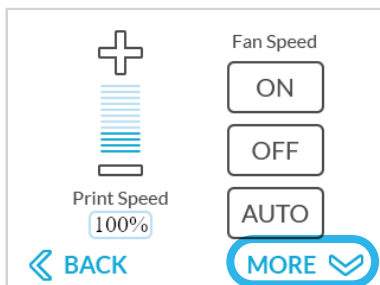 Fan Speed
ON
OFF
AUTO
Print Speed
100%
BACK
MORE